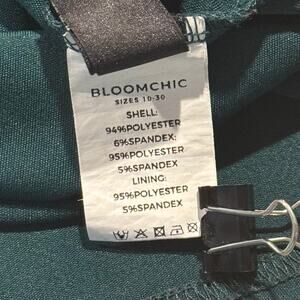 BLOOMCHIC
SIZES 10-30
SHELL:
94%POLYESTER
6%SPANDEX:
95%POLYESTER
5%SPANDEX
LINING:
95%POLYESTER
5%SPANDEX